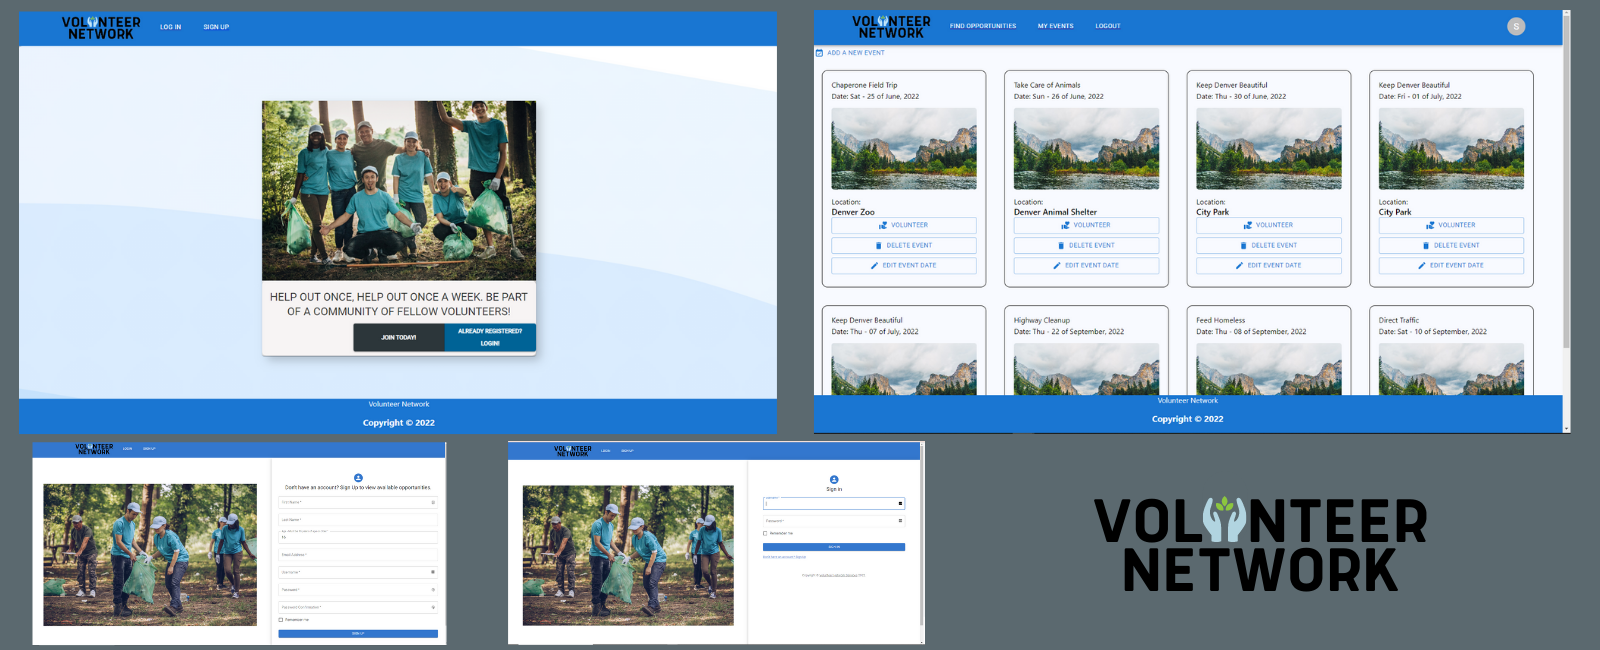 VOLUNTEER
NETWORK
LOG IN
SIGN UP
HELP OUT ONCE, HELP OUT ONCE A WEEK. BE PART
OF A COMMUNITY OF FELLOW VOLUNTEERS!
JOIN TODAY!
ALREADY REGISTERED?
LOGIN!
Volunteer Network
Copyright © 2022
VOLUNTEER
NETWORK
FIND OPPORTUNITIES
MY EVENTS
LOGOUT
S
ADD A NEW EVENT
Chaperone Field Trip
Date: Sat - 25 of June, 2022
Location:
Denver Zoo
VOLUNTEER
DELETE EVENT
EDIT EVENT DATE
Take Care of Animals
Date: Sun - 26 of June, 2022
Location:
Denver Animal Shelter
VOLUNTEER
DELETE EVENT
EDIT EVENT DATE
Keep Denver Beautiful
Date: Thu - 30 of June, 2022
Location:
City Park
VOLUNTEER
DELETE EVENT
EDIT EVENT DATE
Keep Denver Beautiful
Date: Fri - 01 of July, 2022
Location:
City Park
VOLUNTEER
DELETE EVENT
EDIT EVENT DATE
Keep Denver Beautiful
Date: Thu - 07 of July, 2022
Highway Cleanup
Date: Thu - 22 of September, 2022
Feed Homeless
Date: Thu - 08 of September, 2022
Direct Traffic
Date: Sat - 10 of September, 2022
Volunteer Network
Copyright © 2022
VOLUNTEER
NETWORK
LOG IN
SIGN UP
Don't have an account? Sign Up to view available opportunities.
First Name *
Last Name *
Email Address *
Username *
Password *
Password Confirmation *
Remember me
SIGN UP
VOLUNTEER
NETWORK
LOG IN
SIGN UP
Sign in
Password *
Remember me
SIGN IN
VOLUNTEER
NETWORK